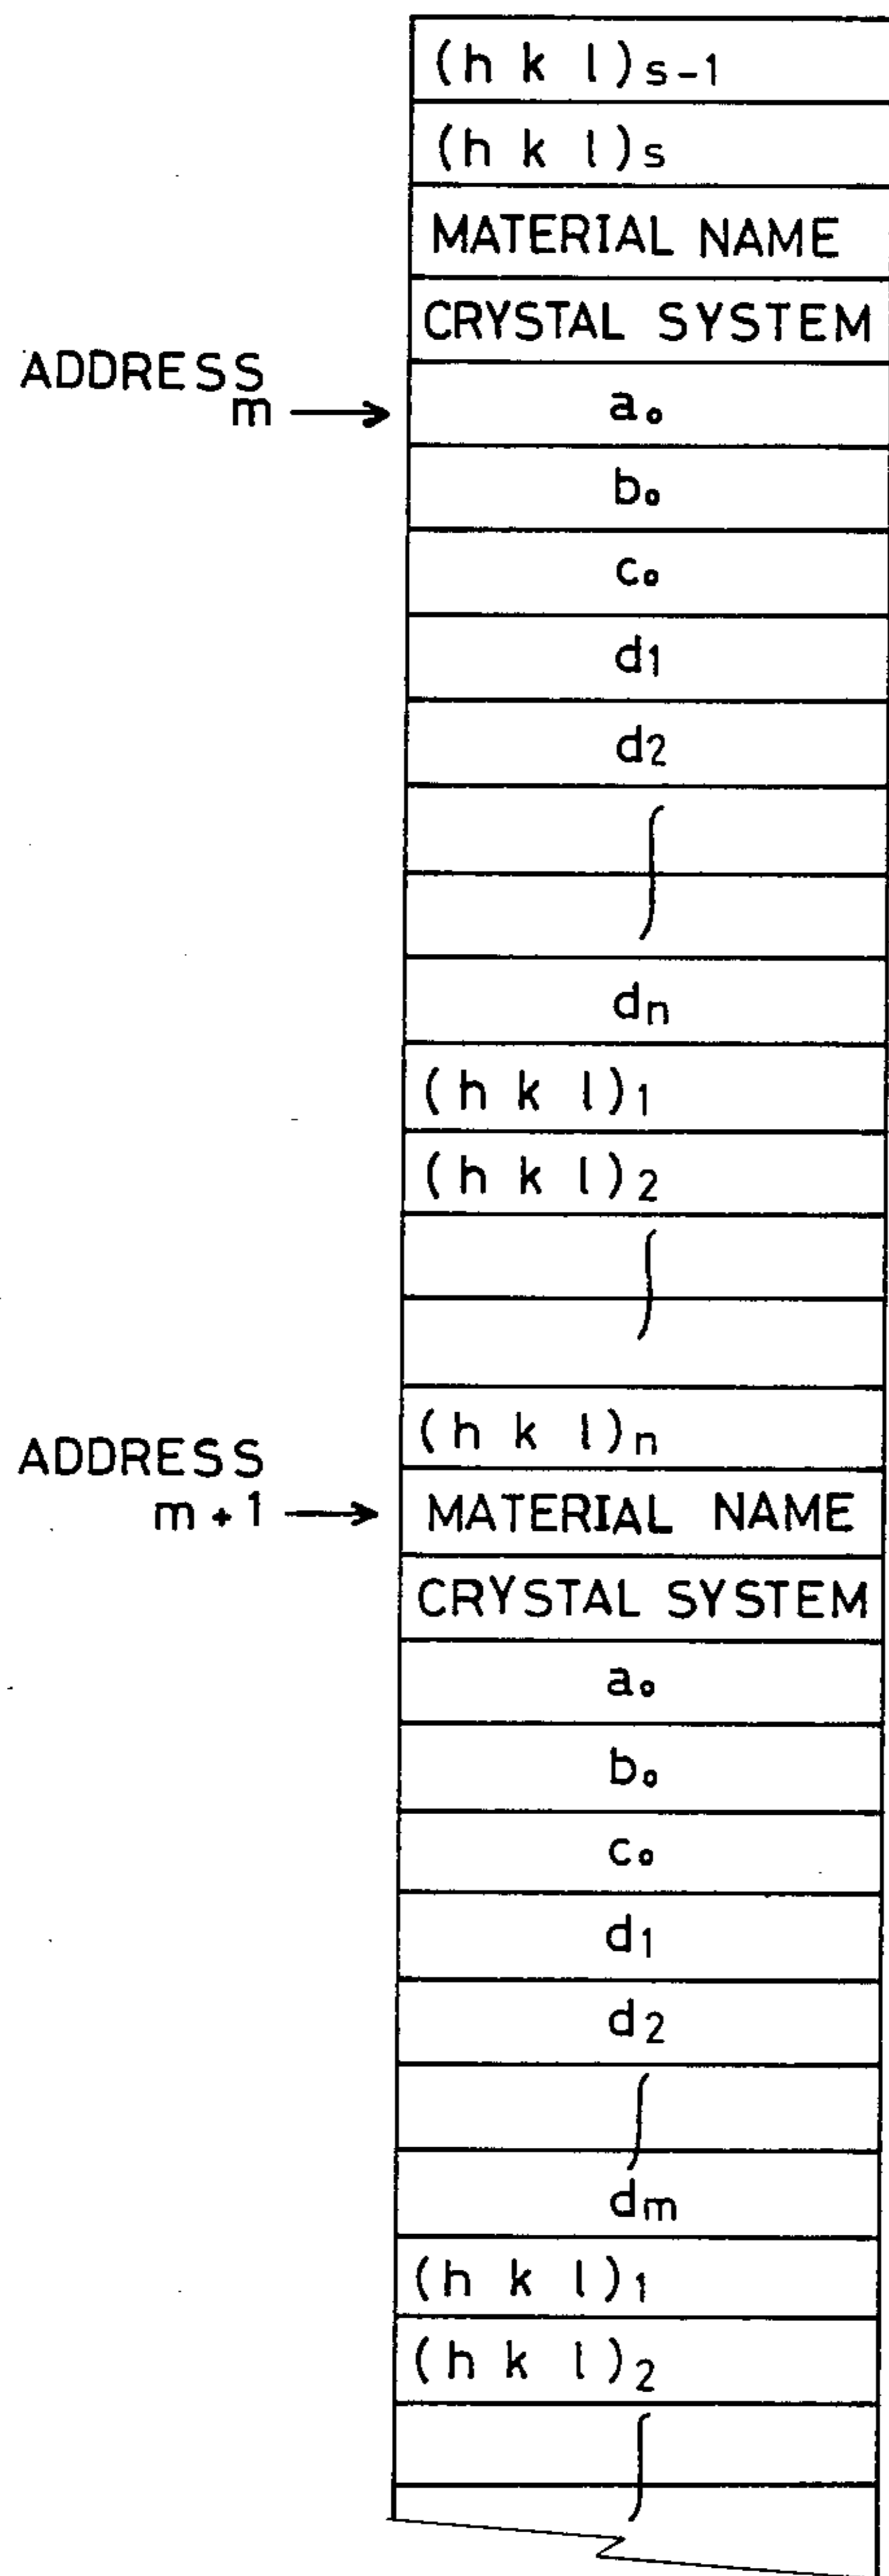 (h k l)s-1
(h k l)s
MATERIAL NAME
CRYSTAL SYSTEM
ADDRESS
m → a₀
b₀
c₀
d1
d2
dn
(h k l)1
(h k l)2
(h k l)n
ADDRESS
m+1 → MATERIAL NAME
CRYSTAL SYSTEM
a₀
b₀
c₀
d1
d2
dm
(h k l)1
(h k l)2